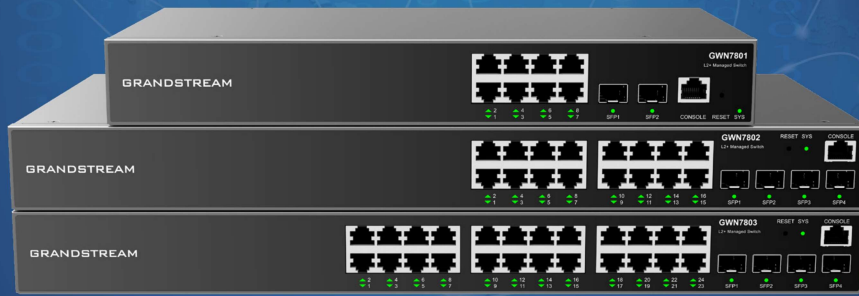 GWN7801
L2+ Managed Switch
GRANDSTREAM
2 4 6 8
1 3 5 7
SFP1 SFP2 CONSOLE RESET SYS
GWN7802 RESET SYS CONSOLE
L2+ Managed Switch
GRANDSTREAM
2 4 6 8 10 12 14 16
1 3 5 7 9 11 13 15
SFP1 SFP2 SFP3 SFP4
GWN7803 RESET SYS CONSOLE
L2+ Managed Switch
GRANDSTREAM
2 4 6 8 10 12 14 16 18 20 22 24
1 3 5 7 9 11 13 15 17 19 21 23
SFP1 SFP2 SFP3 SFP4